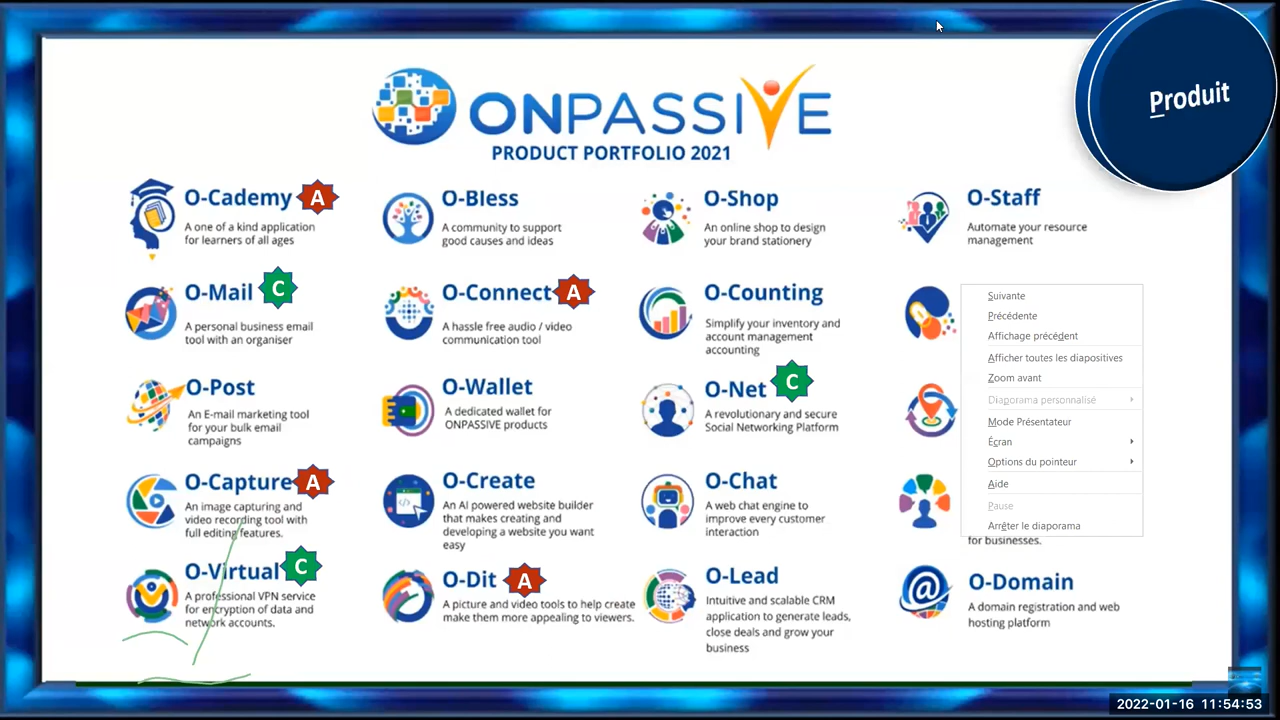 Produit
ONPASSIVE
PRODUCT PORTFOLIO 2021
O-Cademy A
A one of a kind application
for learners of all ages
O-Bless
A community to support
good causes and ideas
O-Shop
An online shop to design
your brand stationery
O-Staff
Automate your resource
management
O-Mail C
A personal business email
tool with an organiser
O-Connect A
A hassle free audio / video
communication tool
O-Counting
Simplify your inventory and
account management
accounting
O-Post
An E-mail marketing tool
for your bulk email
campaigns
O-Wallet
A dedicated wallet for
ONPASSIVE products
O-Net C
A revolutionary and secure
Social Networking Platform
O-Capture A
An image capturing and
video recording tool with
full editing features.
O-Create
An AI powered website builder
that makes creating and
developing a website you want
easy
O-Chat
A web chat engine to
improve every customer
interaction
for businesses.
O-Virtual C
A professional VPN service
for encryption of data and
network accounts.
O-Dit A
A picture and video tools to help create
make them more appealing to viewers.
O-Lead
Intuitive and scalable CRM
application to generate leads,
close deals and grow your
business
O-Domain
A domain registration and web
hosting platform
Suivante
Précédente
Affichage précédent
Afficher toutes les diapositives
Zoom avant
Diaporama personnalisé
Mode Présentateur
Écran
Options du pointeur
Aide
Pause
Arrêter le diaporama
2022-01-16 11:54:53